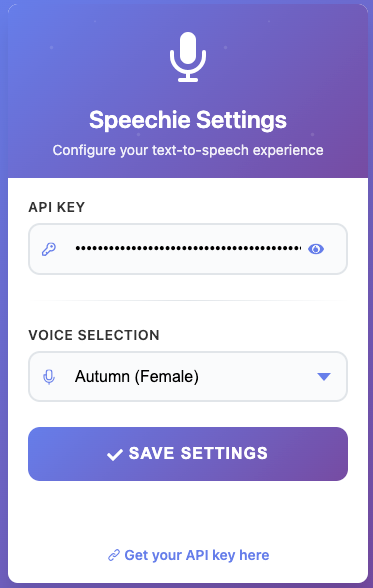 Speechie Settings
Configure your text-to-speech experience
API KEY
••••••••••••••••••••••••••••••••••••••••
VOICE SELECTION
Autumn (Female)
SAVE SETTINGS
Get your API key here